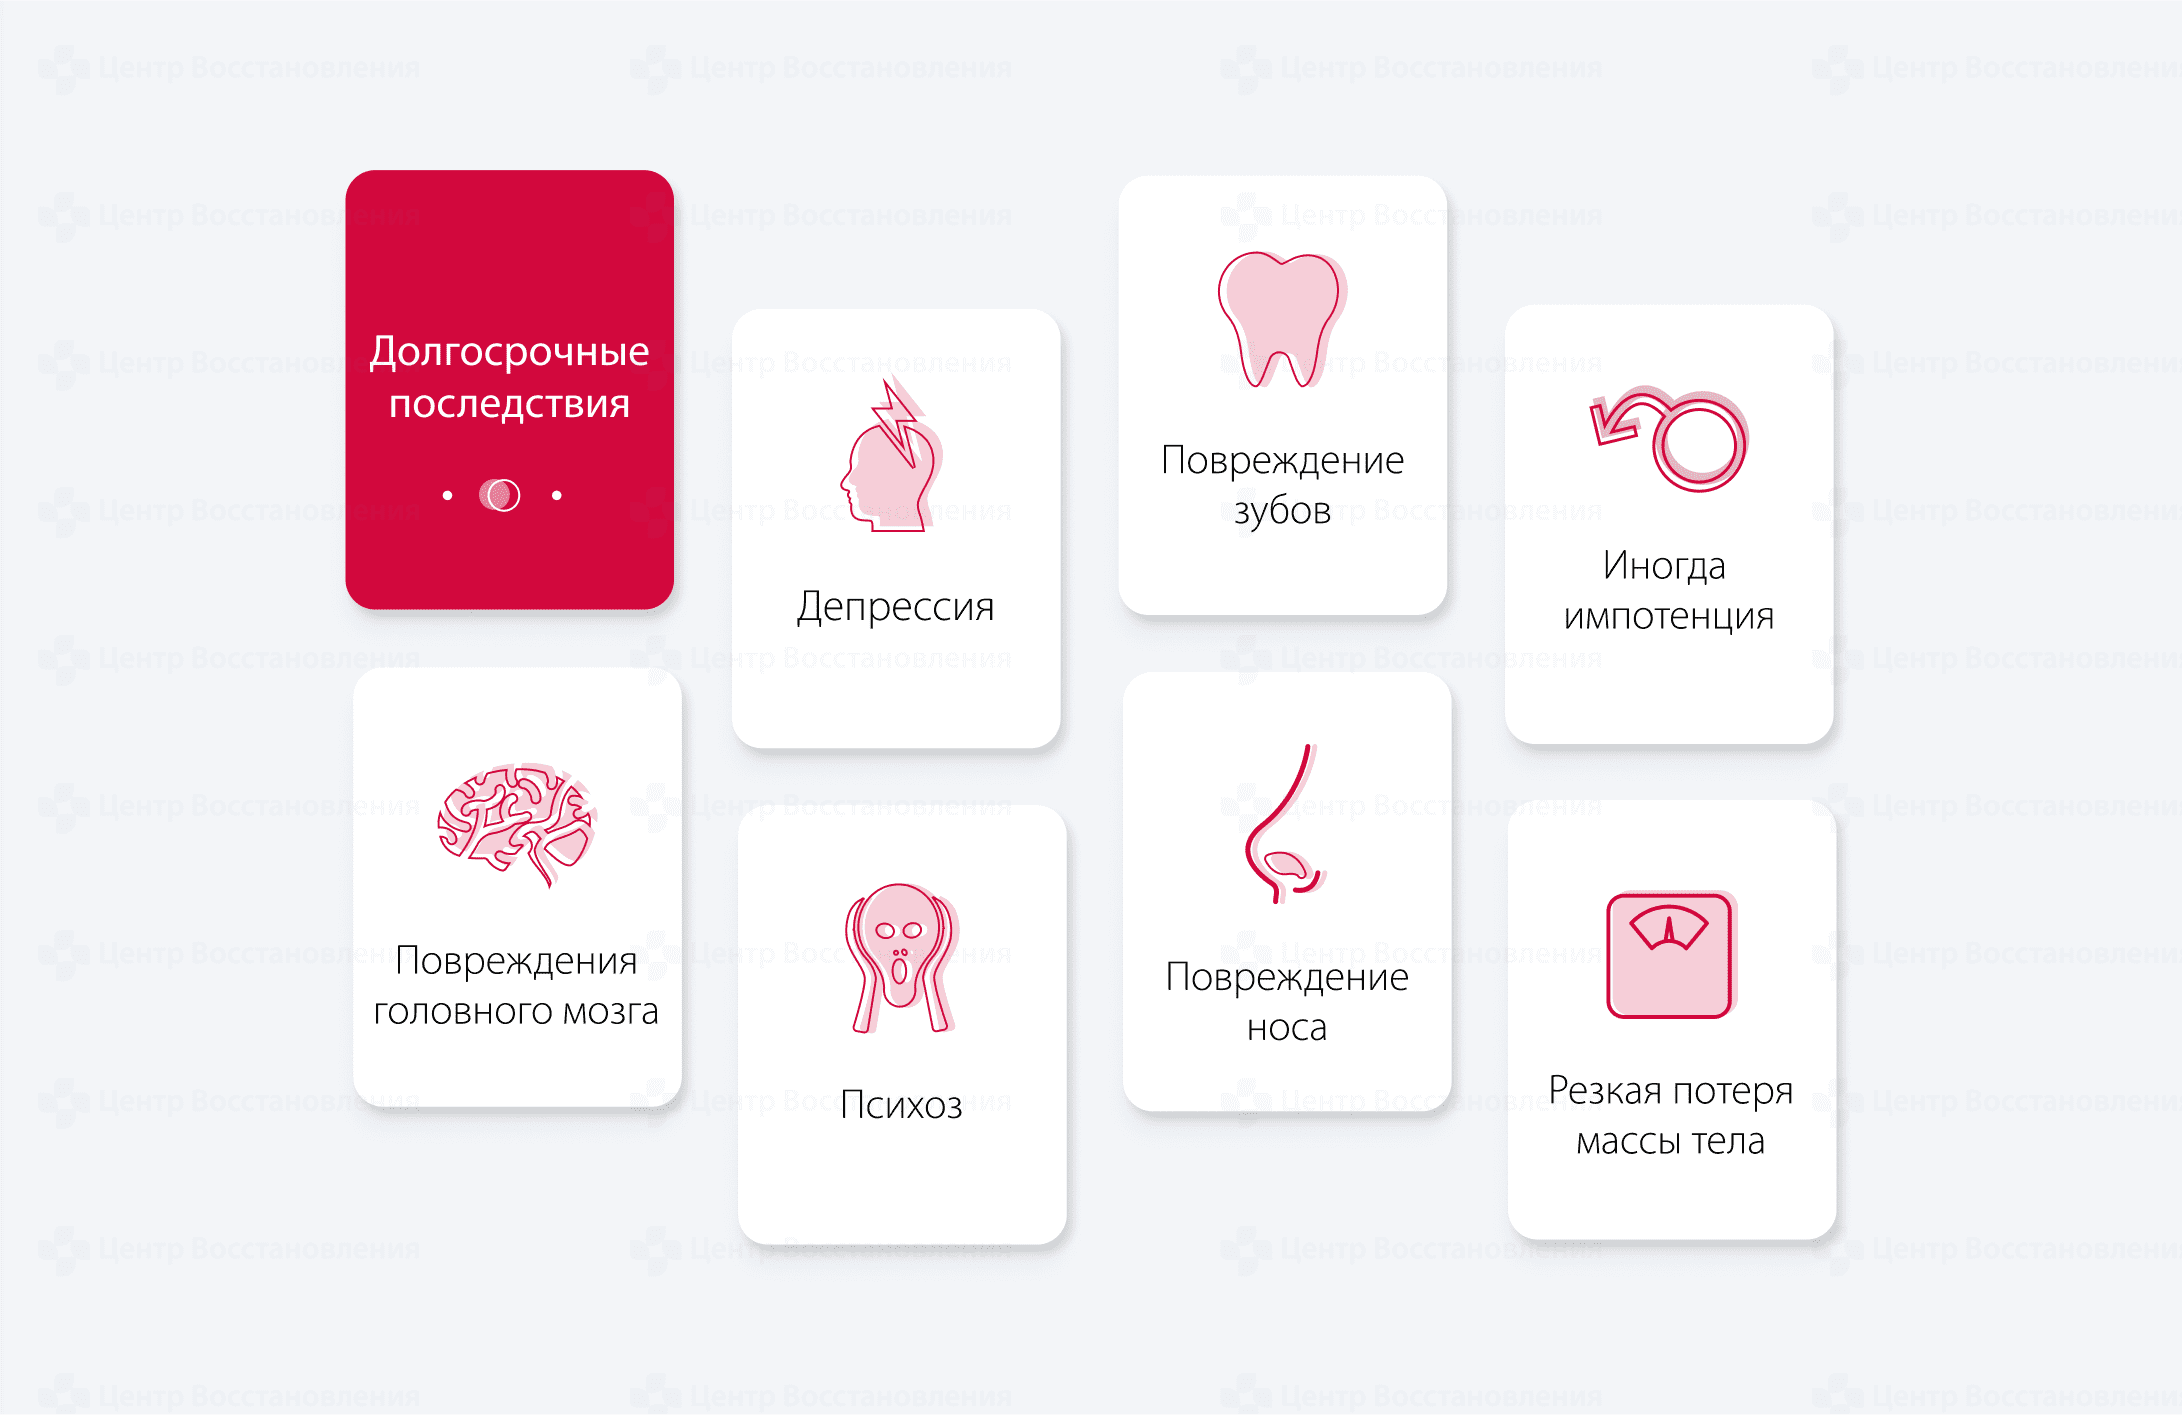 Долгосрочные
последствия
Депрессия
Повреждение
зубов
Иногда
импотенция
Повреждения
головного мозга
Психоз
Повреждение
носа
Резкая потеря
массы тела
Центр Восстановления